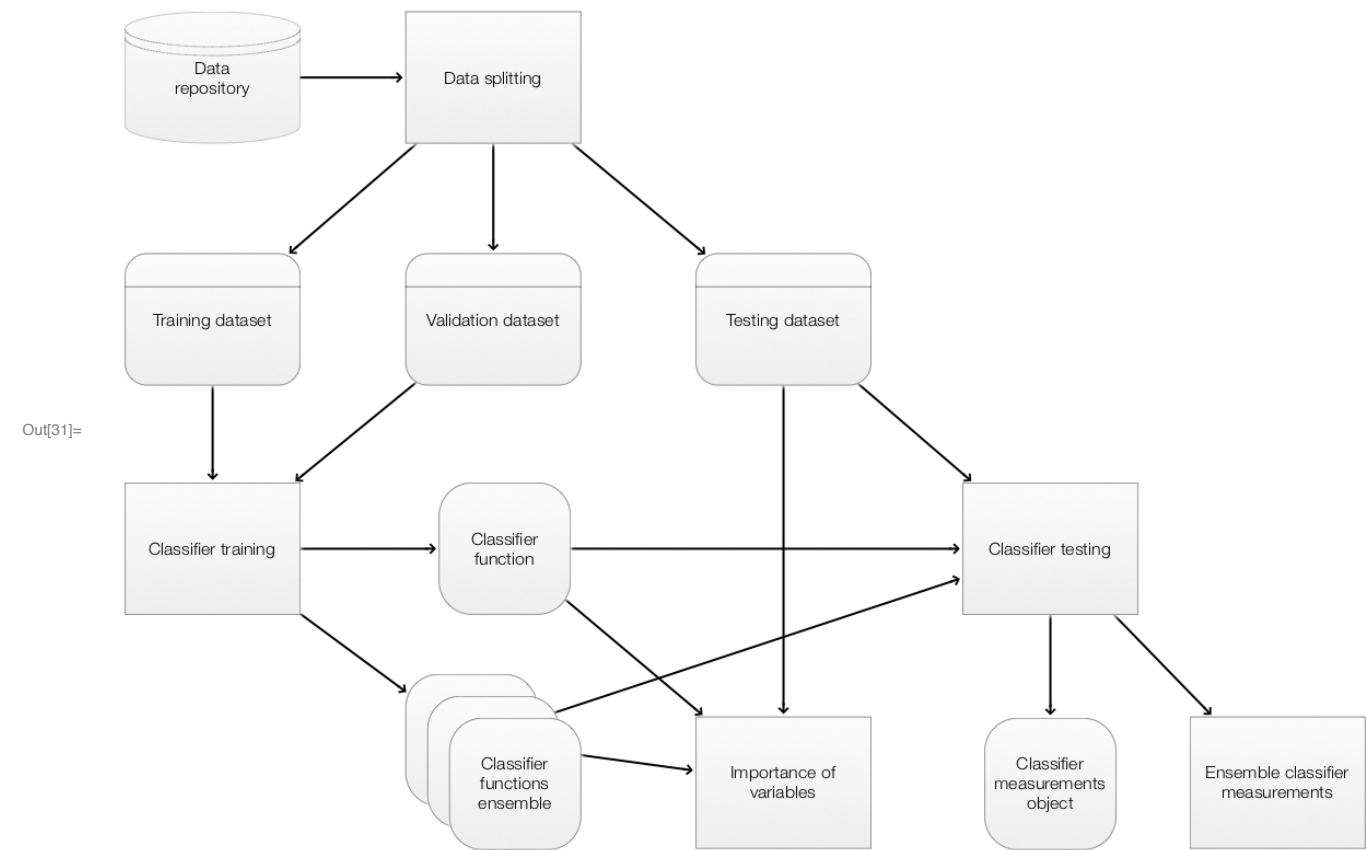 Data
repository
Data splitting
Training dataset
Validation dataset
Testing dataset
Out[31]=
Classifier training
Classifier
function
Classifier testing
Classifier
functions
ensemble
Importance of
variables
Classifier
measurements
object
Ensemble classifier
measurements